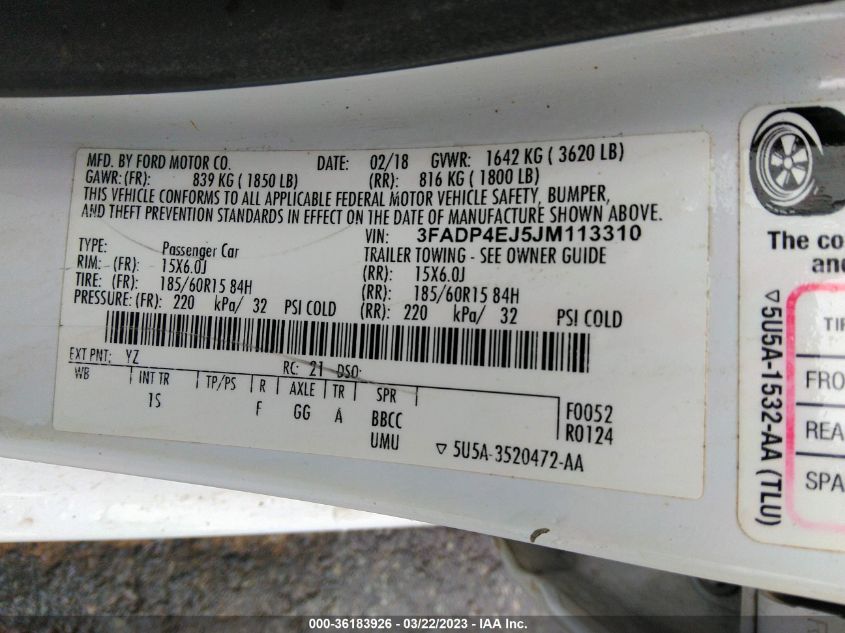 MFD. BY FORD MOTOR CO. DATE: 02/18 GVWR: 1642 KG ( 3620 LB)
GAWR: (FR): 839 KG ( 1850 LB) (RR): 816 KG ( 1800 LB)
THIS VEHICLE CONFORMS TO ALL APPLICABLE FEDERAL MOTOR VEHICLE SAFETY, BUMPER,
AND THEFT PREVENTION STANDARDS IN EFFECT ON THE DATE OF MANUFACTURE SHOWN ABOVE.
VIN: 3FADP4EJ5JM113310
TYPE: Passenger Car TRAILER TOWING - SEE OWNER GUIDE
RIM: (FR) 15X6.0J (RR): 15X6.0J
TIRE: (FR) 185/60R15 84H (RR): 185/60R15 84H
PRESSURE: (FR) 220 kPa/ 32 PSI COLD (RR) 220 kPa/ 32 PSI COLD
EXT PNT: YZ RC: 21 DSO:
WB INT TR TP/PS R AXLE TR SPR
1S F GG A BBCC F0052
UMU R0124
▽ 5U5A-3520472-AA
The co
an
▽5U5A-1532-AA (TLU)
TI
FRO
REA
SPA
000-36183926 - 03/22/2023 - IAA Inc.